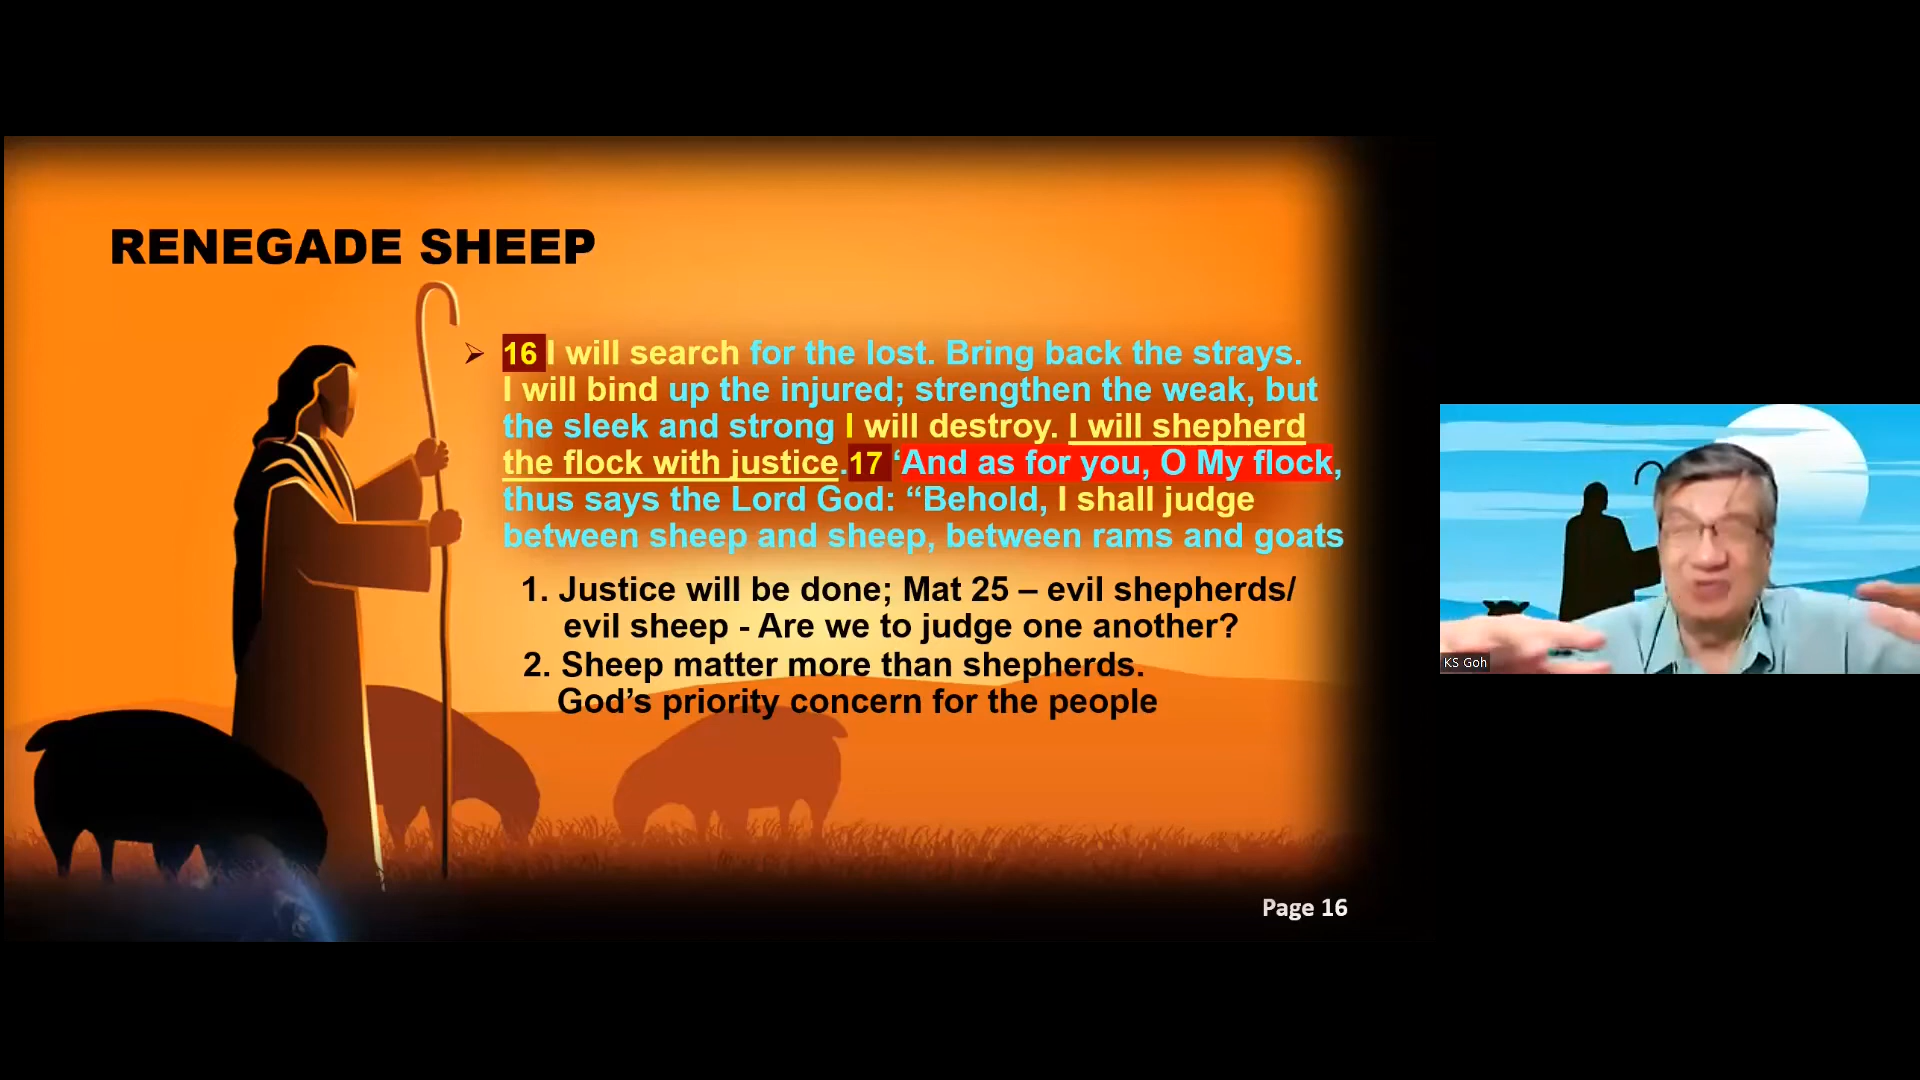 RENEGADE SHEEP
➢ 16 I will search for the lost. Bring back the strays.
I will bind up the injured; strengthen the weak, but
the sleek and strong I will destroy. I will shepherd
the flock with justice.17 ‘And as for you, O My flock,
thus says the Lord God: “Behold, I shall judge
between sheep and sheep, between rams and goats
1. Justice will be done; Mat 25 – evil shepherds/
evil sheep - Are we to judge one another?
2. Sheep matter more than shepherds.
God’s priority concern for the people
Page 16
KS Goh